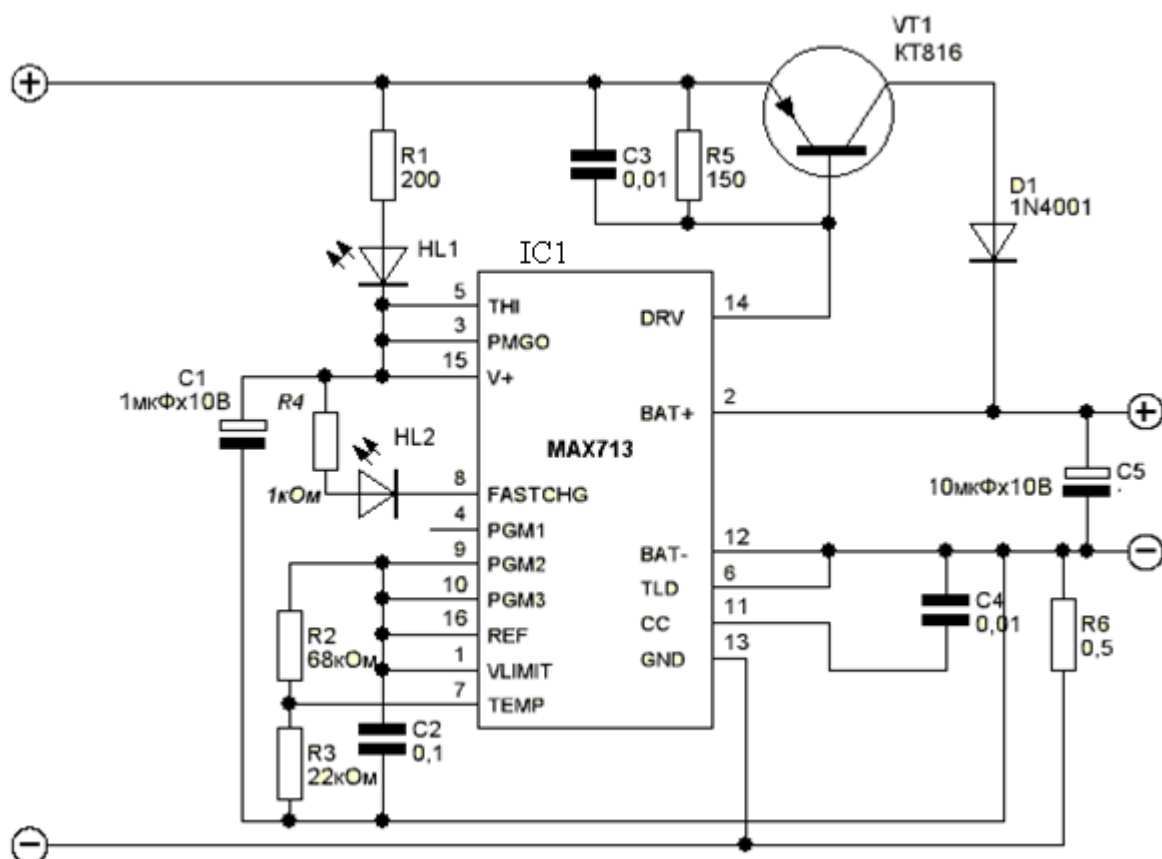 VT1
КТ816
+
R1
200
C3
0,01
R5
150
D1
1N4001
HL1
IC1
5
THI
DRV
14
3
PMGO
15
V+
C1
1мкФх10В
R4
BAT+
2
+
HL2
MAX713
1кОм
8
FASTCHG
10мкФх10В
C5
4
PGM1
9
PGM2
BAT-
12
-
10
PGM3
TLD
6
16
REF
CC
11
C4
0,01
R2
68кОм
R6
0,5
1
VLIMIT
GND
13
7
TEMP
C2
0,1
R3
22кОм
-